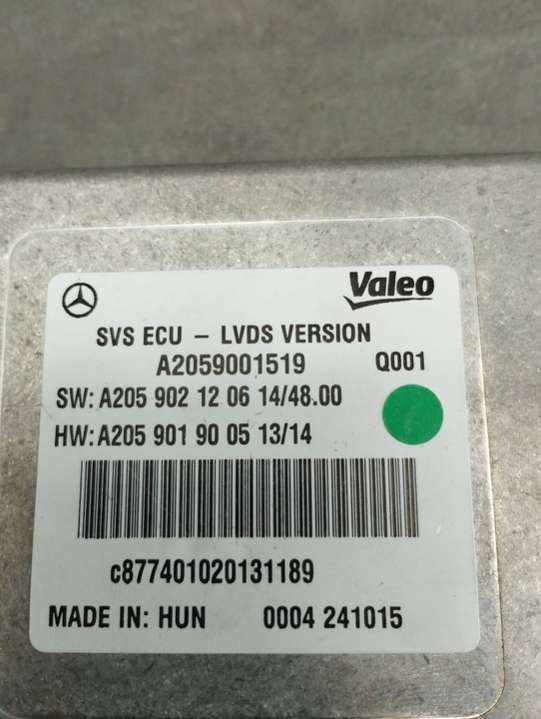 Valeo
SVS ECU - LVDS VERSION
A2059001519 Q001
SW: A205 902 12 06 14/48.00
HW: A205 901 90 05 13/14
c877401020131189
MADE IN: HUN 0004 241015